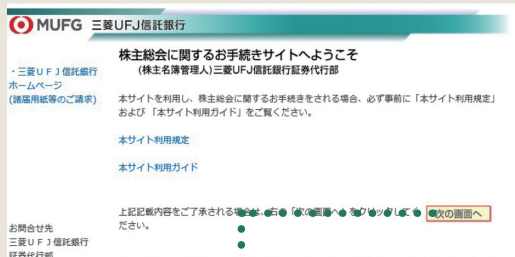 MUFG 三菱UFJ信託銀行
株主総会に関するお手続きサイトへようこそ
(株主名簿管理人)三菱UFJ信託銀行証券代行部
・三菱UFJ信託銀行
ホームページ
(諸届用紙等のご請求)
本サイトを利用し、株主総会に関するお手続きをされる場合、必ず事前に「本サイト利用規定」
および 「本サイト利用ガイド」をご覧ください。
本サイト利用規定
本サイト利用ガイド
上記記載内容をご了承される場合は、右の「次の画面へ」をクリックしてく
ださい。
次の画面へ
お問合せ先
三菱UFJ信託銀行
証券代行部